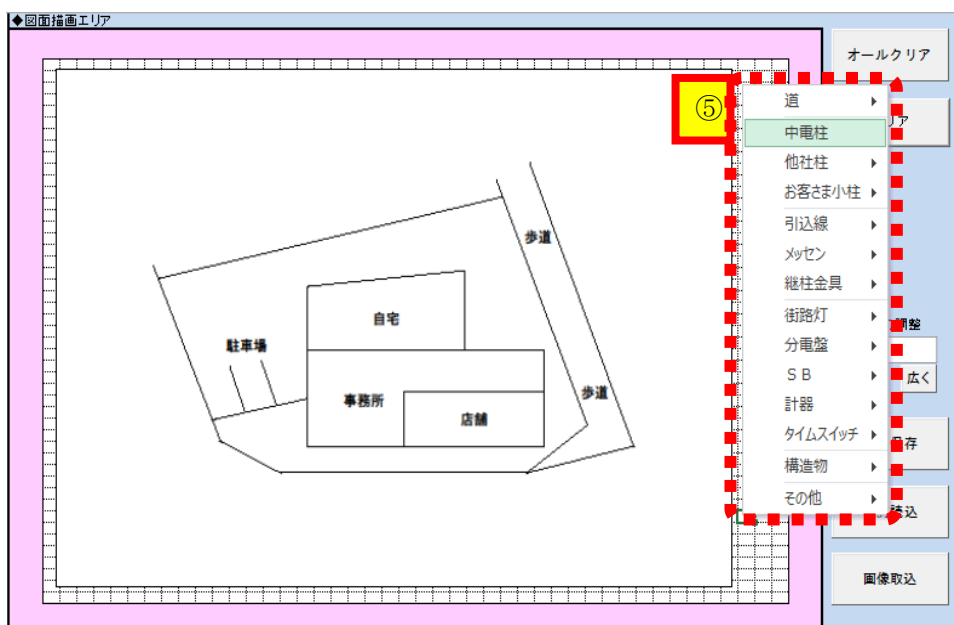 ◆図面描画エリア
オールクリア
⑤
道
リア
中電柱
他社柱
お客さま小柱
引込線
メッセン
継柱金具
街路灯
調整
分電盤
ＳＢ
広く
計器
タイムスイッチ
存
構造物
その他
込
画像取込
歩道
自宅
駐車場
事務所
歩道
店舗